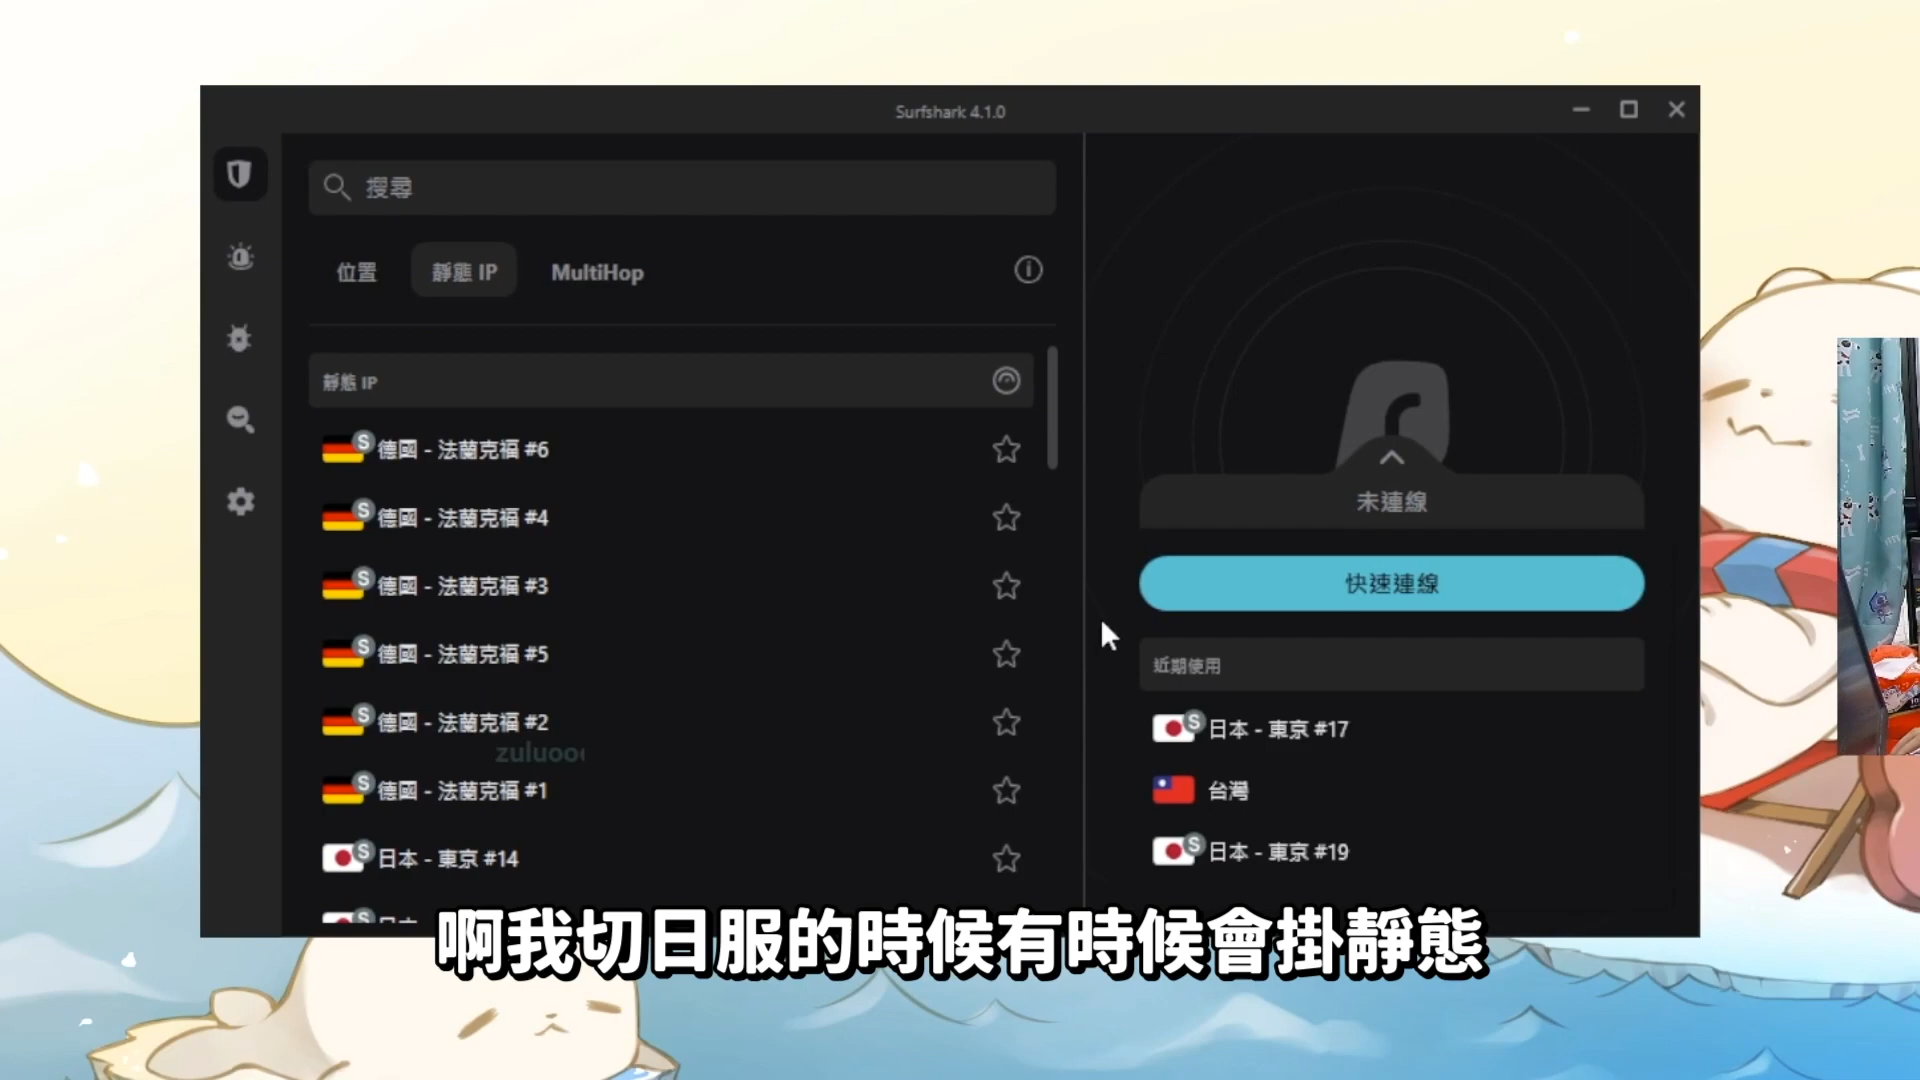 Surfshark 4.1.0
搜尋
位置
靜態 IP
MultiHop
靜態 IP
S 德國 - 法蘭克福 #6
S 德國 - 法蘭克福 #4
S 德國 - 法蘭克福 #3
S 德國 - 法蘭克福 #5
S 德國 - 法蘭克福 #2
zuluoo
S 德國 - 法蘭克福 #1
S 日本 - 東京 #14
未連線
快速連線
近期使用
S 日本 - 東京 #17
台灣
S 日本 - 東京 #19
啊我切日服的時候有時候會掛靜態